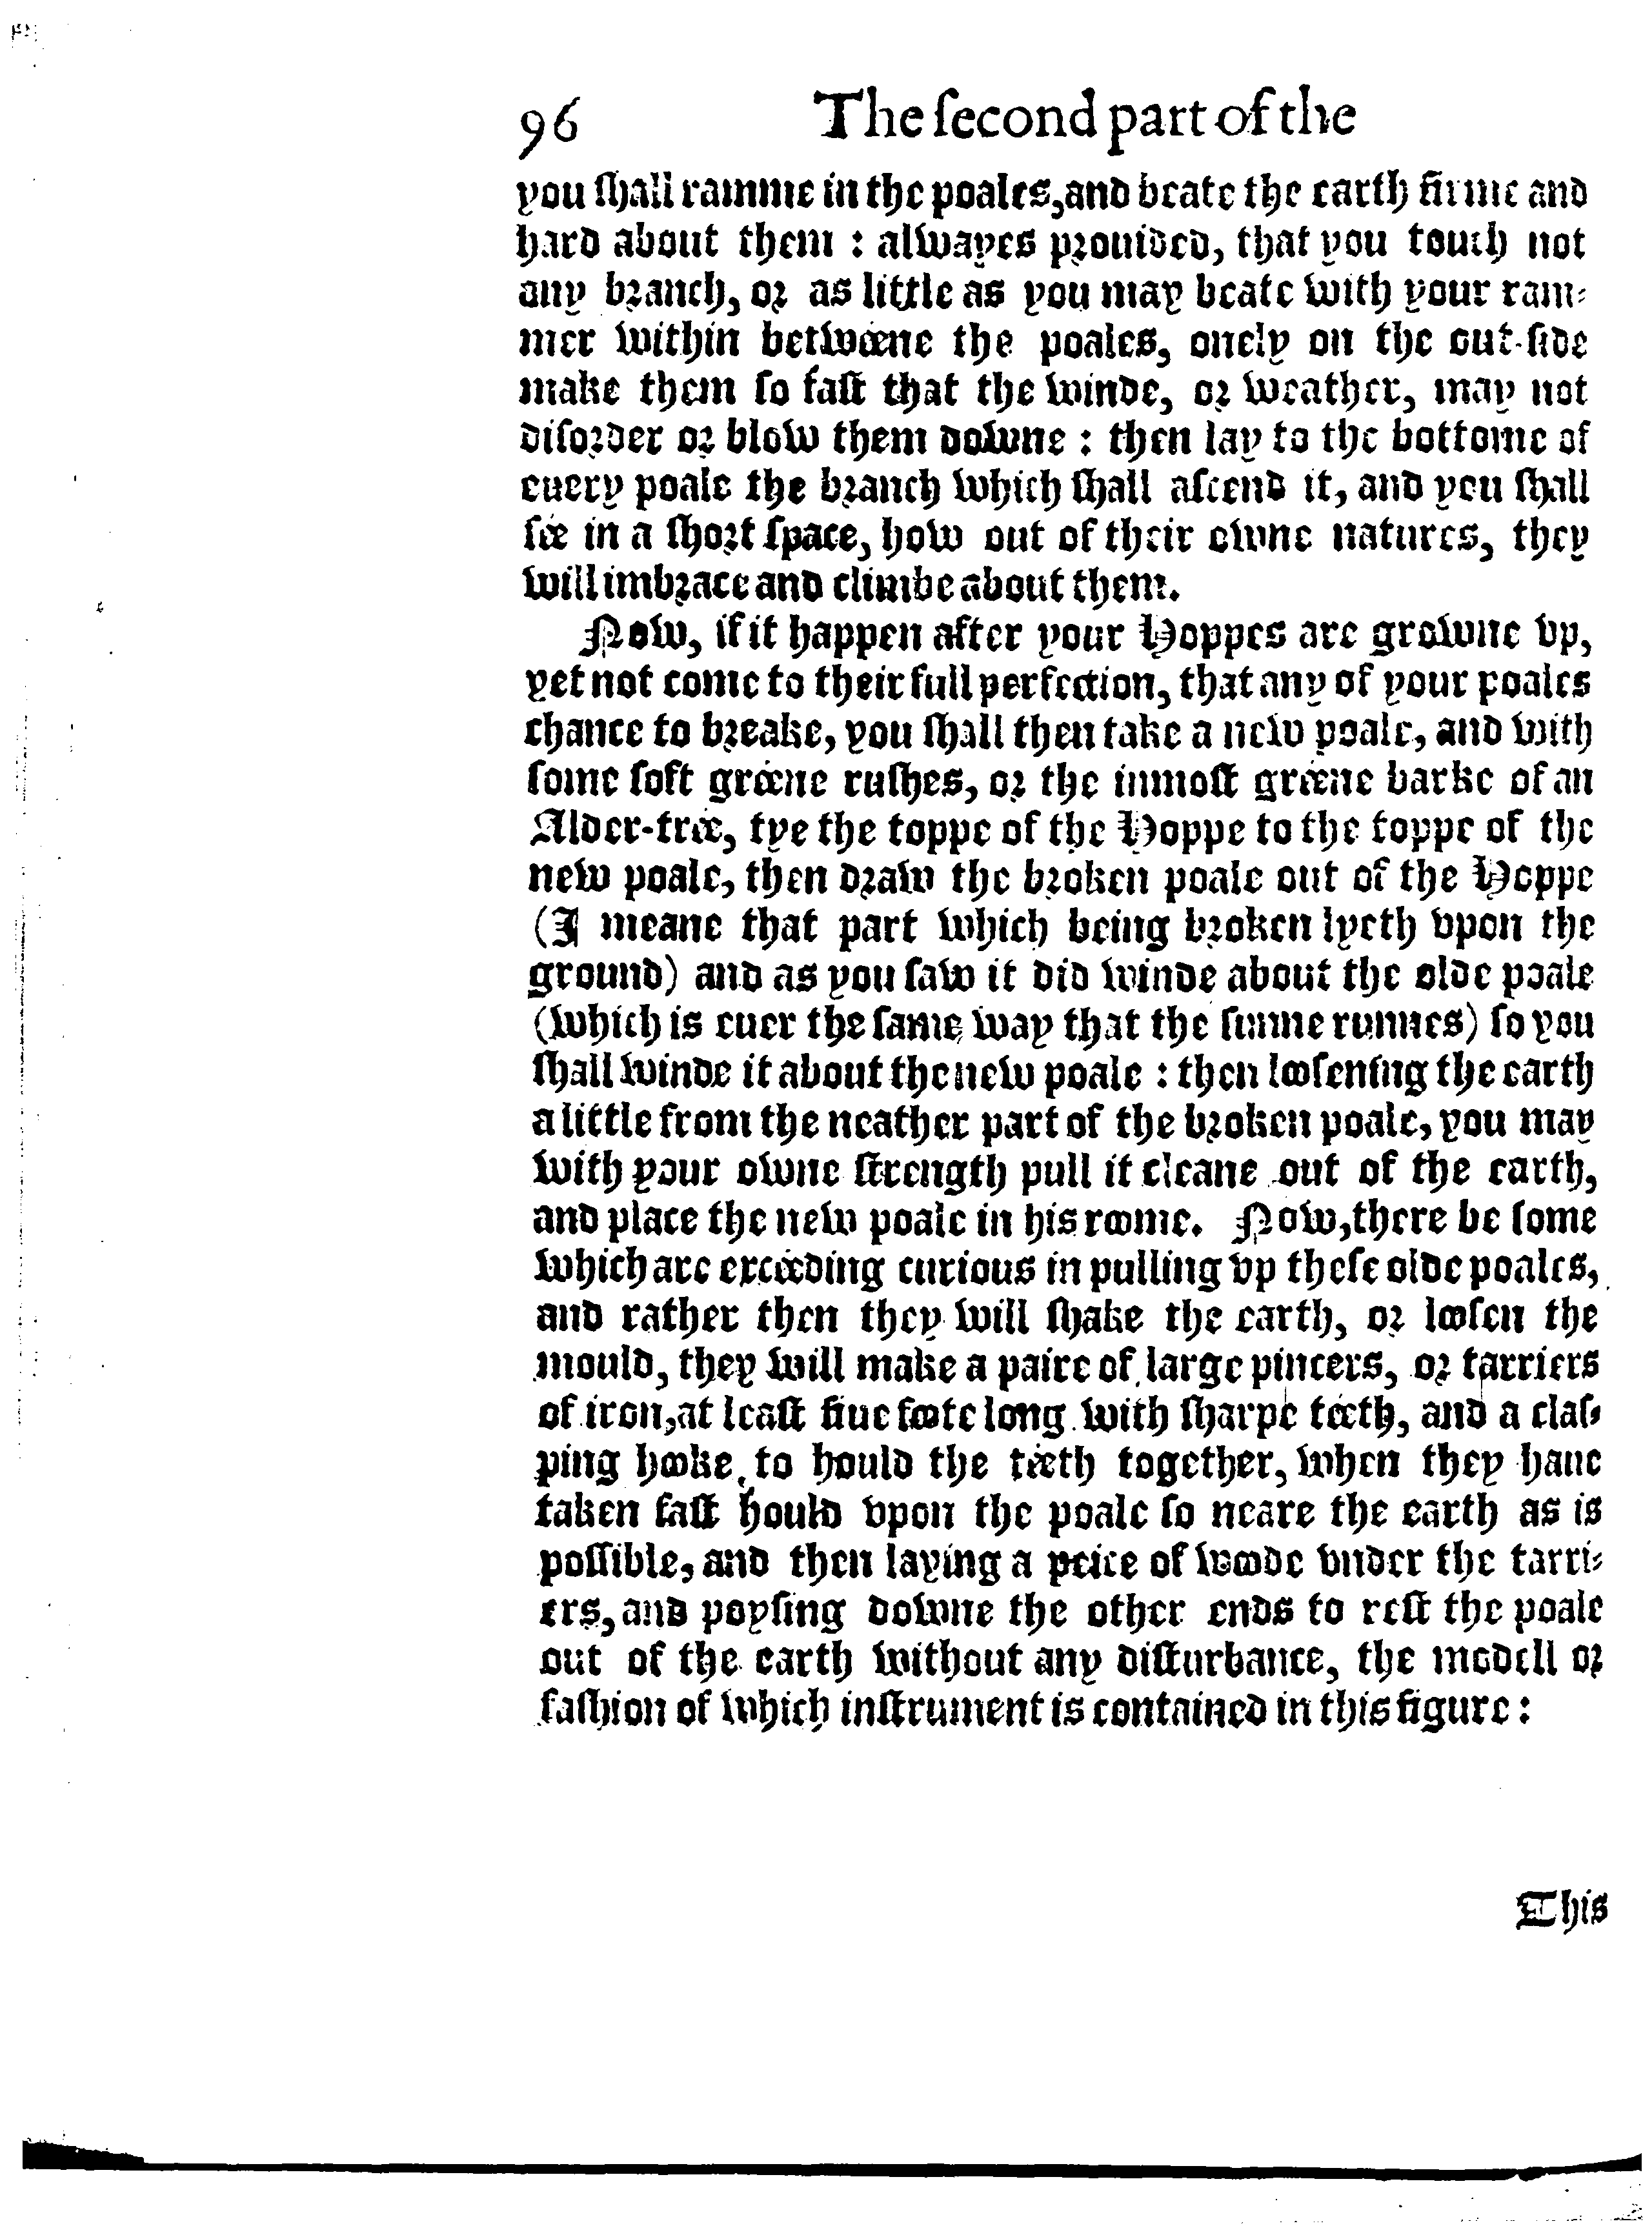 96 The ſecond part of the
you ſhall ramme in the poales, and beate the earth firme and
hard about them : alwayes prouided, that you touch not
any branch, or as little as you may beate with your ram-
mer within betweene the poales, onely on the out-ſide
make them ſo faſt that the winde, or weather, may not
diſorder or blow them downe : then lay to the bottome of
euery poale the branch which ſhall aſcend it, and you ſhall
ſee in a ſhort ſpace, how out of their owne natures, they
will imbrace and climbe about them.
Now, if it happen after your Hoppes are growne vp,
yet not come to their full perfection, that any of your poales
chance to breake, you ſhall then take a new poale, and with
ſome ſoft greene ruſhes, or the inmoſt greene barke of an
Alder-tree, tye the toppe of the Hoppe to the toppe of the
new poale, then draw the broken poale out of the Hoppe
(I meane that part which being broken lyeth vpon the
ground) and as you ſaw it did winde about the olde poale
(which is euer the ſame way that the ſunne runnes) ſo you
ſhall winde it about the new poale : then looſening the earth
a little from the neather part of the broken poale, you may
with your owne ſtrength pull it cleane out of the earth,
and place the new poale in his roome. Now, there be ſome
which are exceeding curious in pulling vp theſe olde poales,
and rather then they will ſhake the earth, or looſen the
mould, they will make a paire of large pincers, or tarriers
of iron, at leaſt fiue foote long with ſharpe teeth, and a claſ-
ping hooke, to hould the teeth together, when they haue
taken faſt hould vpon the poale ſo neare the earth as is
poſſible, and then laying a peice of woode vnder the tarri-
ers, and poyſing downe the other ends to reſt the poale
out of the earth without any diſturbance, the modell or
faſhion of which inſtrument is contained in this figure :
This